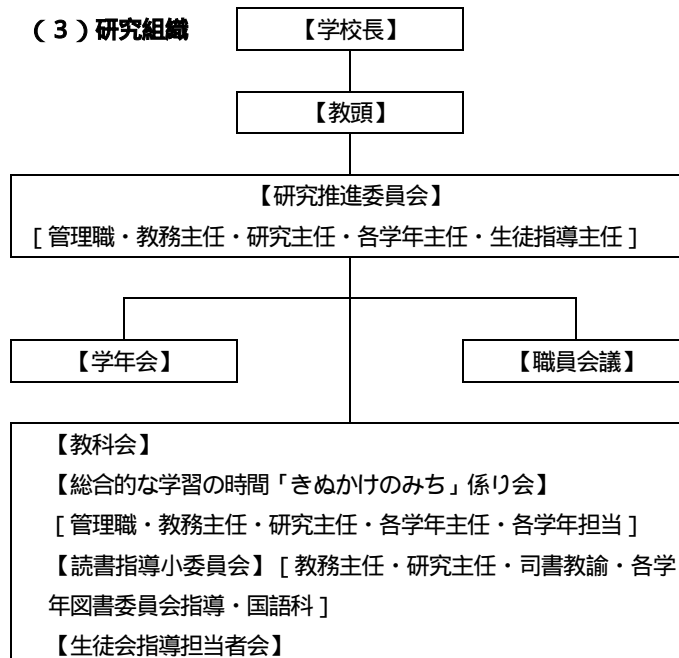 （３）研究組織
【学校長】
【教頭】
【研究推進委員会】
［管理職・教務主任・研究主任・各学年主任・生徒指導主任］
【学年会】
【職員会議】
【教科会】
【総合的な学習の時間「きぬかけのみち」係り会】
［管理職・教務主任・研究主任・各学年主任・各学年担当］
【読書指導小委員会】［教務主任・研究主任・司書教諭・各学
年図書委員会指導・国語科］
【生徒会指導担当者会】